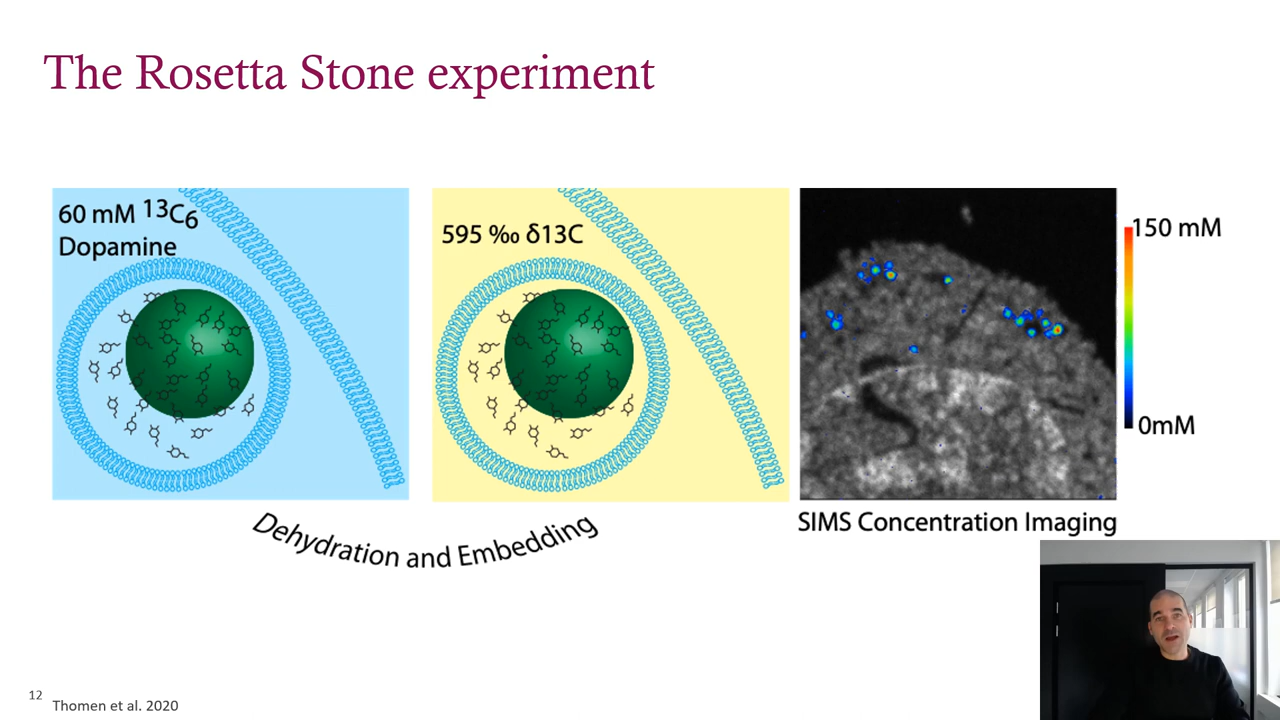 The Rosetta Stone experiment
60 mM ¹³C₆
Dopamine
595 ‰ δ13C
150 mM
0mM
Dehydration and Embedding
SIMS Concentration Imaging
12
Thomen et al. 2020